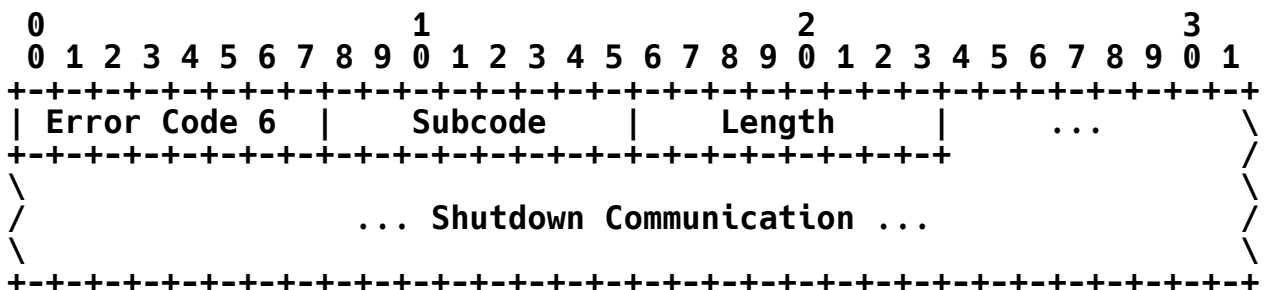 0                   1                   2                   3
 0 1 2 3 4 5 6 7 8 9 0 1 2 3 4 5 6 7 8 9 0 1 2 3 4 5 6 7 8 9 0 1
+-+-+-+-+-+-+-+-+-+-+-+-+-+-+-+-+-+-+-+-+-+-+-+-+-+-+-+-+-+-+-+-+
| Error Code 6  |    Subcode    |    Length     |     ...       \
+-+-+-+-+-+-+-+-+-+-+-+-+-+-+-+-+-+-+-+-+-+-+-+-+               /
\                                                               \
/                 ... Shutdown Communication ...                /
\                                                               \
+-+-+-+-+-+-+-+-+-+-+-+-+-+-+-+-+-+-+-+-+-+-+-+-+-+-+-+-+-+-+-+-+